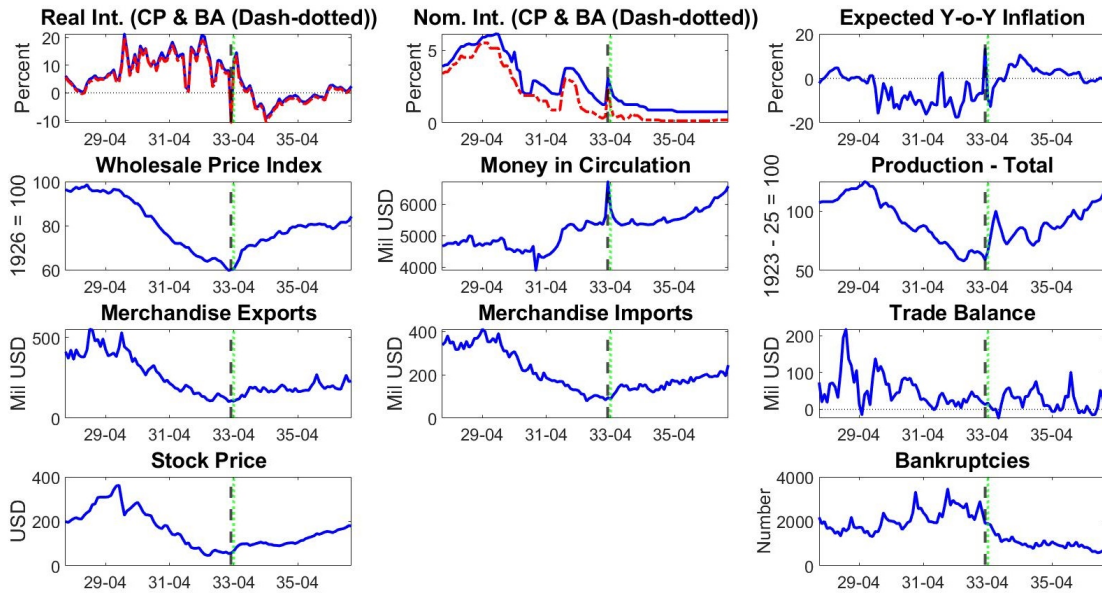 Real Int. (CP & BA (Dash-dotted))
Percent
20
10
0
-10
29-04 31-04 33-04 35-04
Nom. Int. (CP & BA (Dash-dotted))
Percent
5
0
29-04 31-04 33-04 35-04
Expected Y-o-Y Inflation
Percent
20
0
-20
29-04 31-04 33-04 35-04
Wholesale Price Index
1926 = 100
100
80
60
29-04 31-04 33-04 35-04
Money in Circulation
Mil USD
6000
5000
4000
29-04 31-04 33-04 35-04
Production - Total
1923 - 25 = 100
100
50
29-04 31-04 33-04 35-04
Merchandise Exports
Mil USD
500
0
29-04 31-04 33-04 35-04
Merchandise Imports
Mil USD
400
200
0
29-04 31-04 33-04 35-04
Trade Balance
Mil USD
200
100
0
29-04 31-04 33-04 35-04
Stock Price
USD
400
200
0
29-04 31-04 33-04 35-04
Bankruptcies
Number
4000
2000
0
29-04 31-04 33-04 35-04